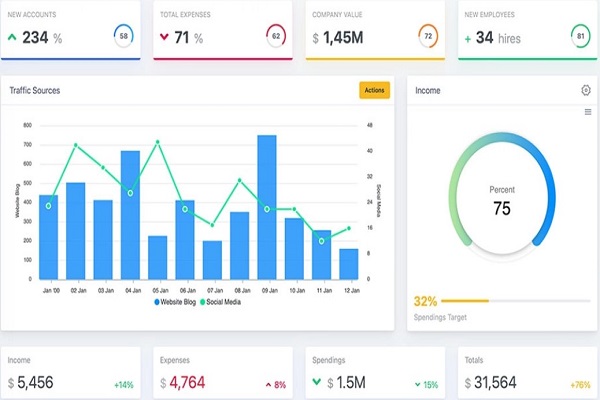 NEW ACCOUNTS
234 %
58
TOTAL EXPENSES
71 %
62
COMPANY VALUE
$ 1,45M
72
NEW EMPLOYEES
+ 34 hires
81
Traffic Sources
Actions
800
700
600
500
400
300
200
100
0
Website Blog
48
40
32
24
16
8
0
Social Media
Jan '00 02 Jan 03 Jan 04 Jan 05 Jan 06 Jan 07 Jan 08 Jan 09 Jan 10 Jan 11 Jan 12 Jan
Website Blog Social Media
Income
Percent
75
32%
Spendings Target
Income
$ 5,456
+14%
Expenses
$ 4,764
8%
Spendings
$ 1.5M
15%
Totals
$ 31,564
+76%